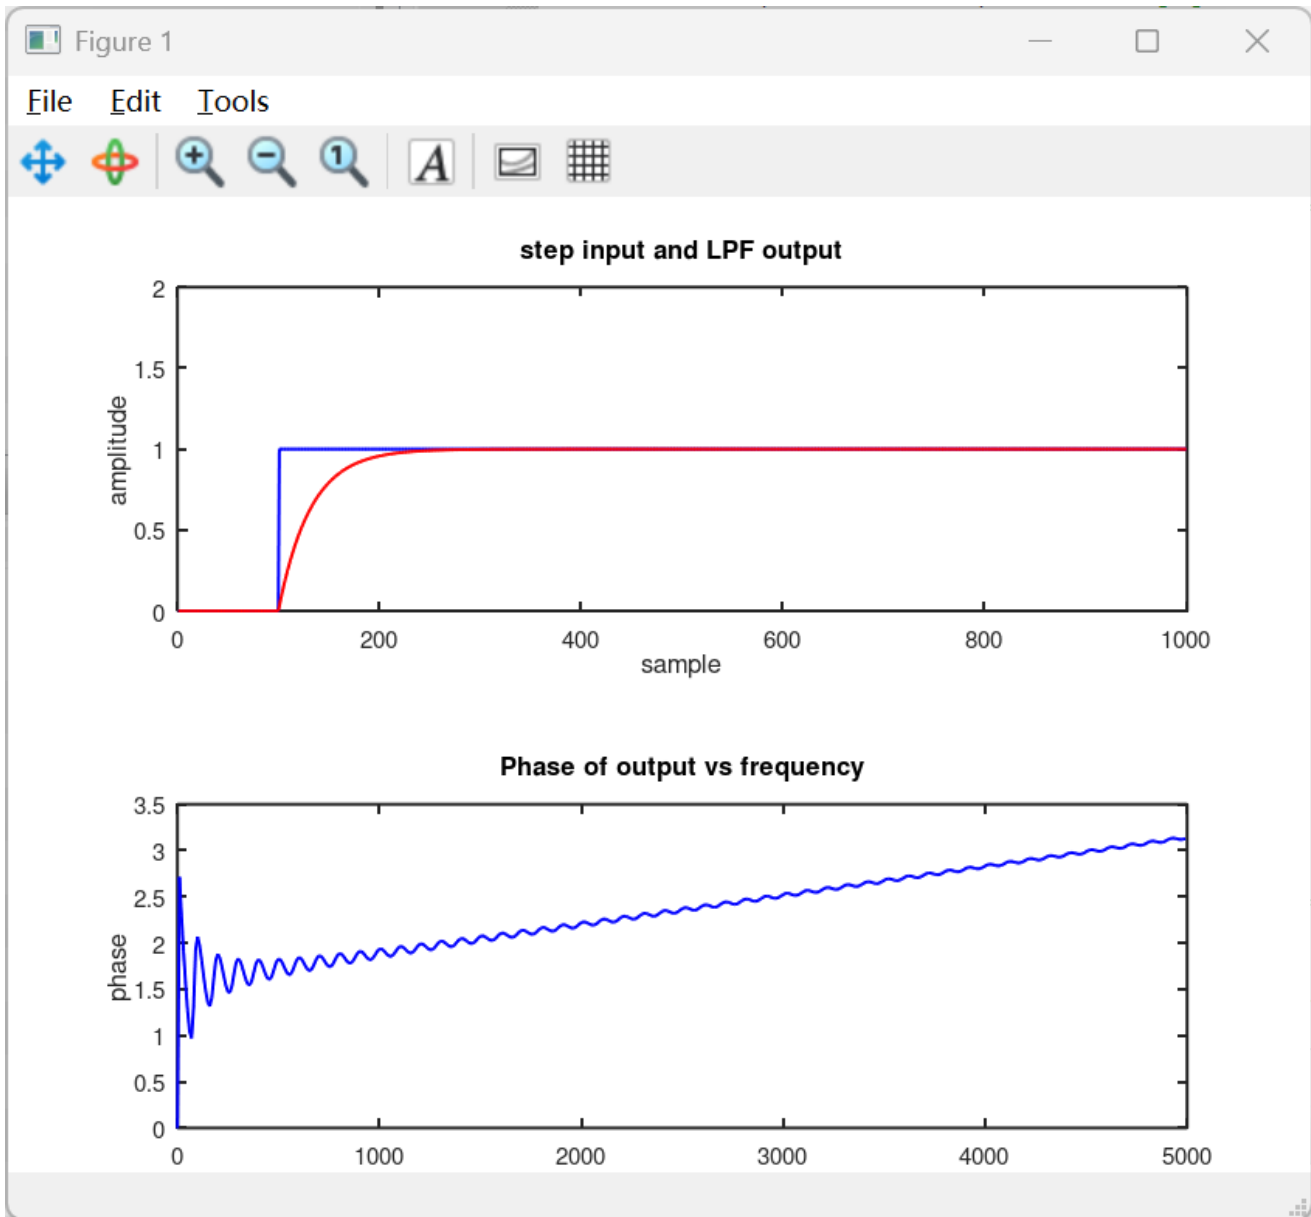 Figure 1
File Edit Tools
1
A
step input and LPF output
2
1.5
1
0.5
0
amplitude
0 200 400 600 800 1000
sample
Phase of output vs frequency
3.5
3
2.5
2
1.5
1
0.5
0
phase
0 1000 2000 3000 4000 5000